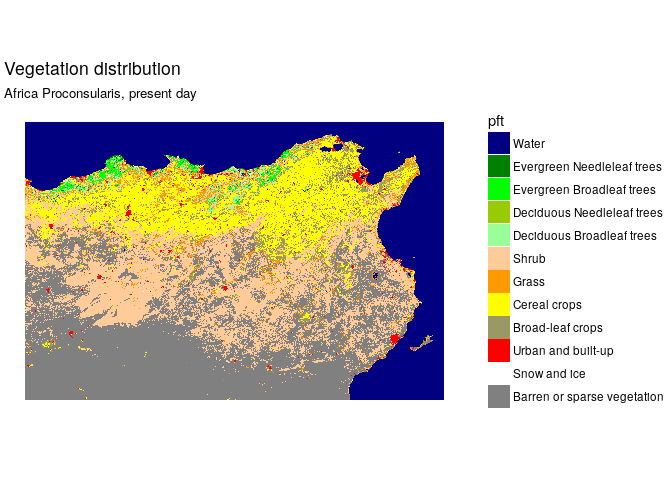 Vegetation distribution
Africa Proconsularis, present day
pft
Water
Evergreen Needleleaf trees
Evergreen Broadleaf trees
Deciduous Needleleaf trees
Deciduous Broadleaf trees
Shrub
Grass
Cereal crops
Broad-leaf crops
Urban and built-up
Snow and ice
Barren or sparse vegetation